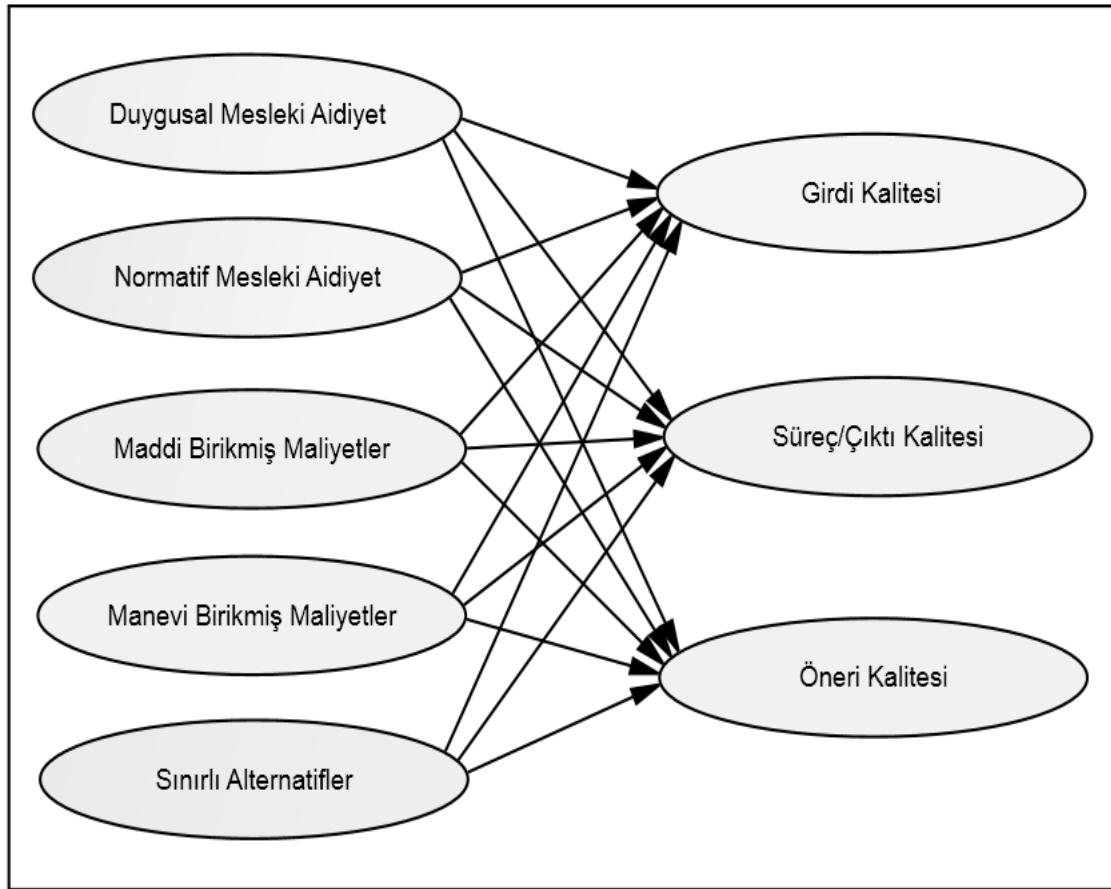 Duygusal Mesleki Aidiyet
Normatif Mesleki Aidiyet
Maddi Birikmiş Maliyetler
Manevi Birikmiş Maliyetler
Sınırlı Alternatifler
Girdi Kalitesi
Süreç/Çıktı Kalitesi
Öneri Kalitesi